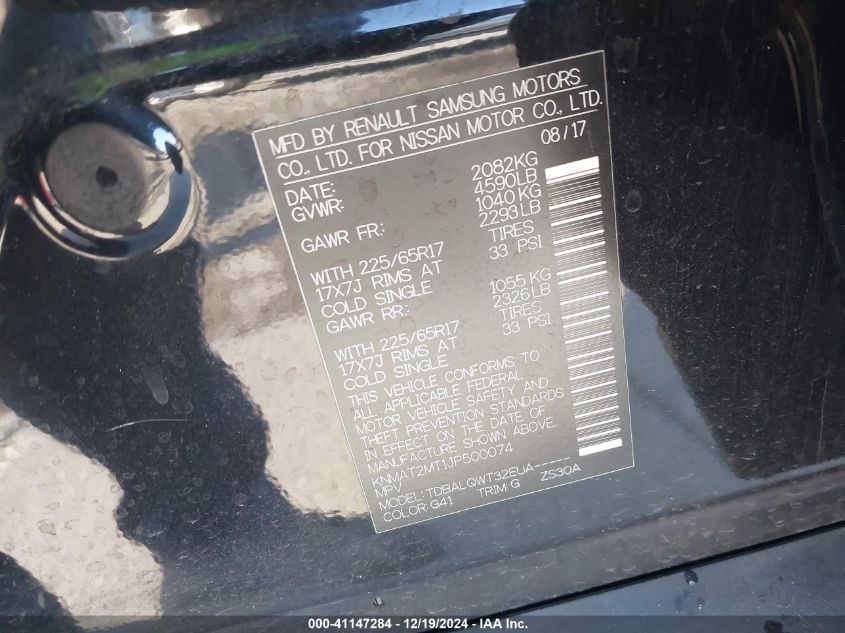 MFD BY RENAULT SAMSUNG MOTORS
CO., LTD. FOR NISSAN MOTOR CO., LTD.
DATE: 08/17
GVWR: 2082KG
4590LB
GAWR FR: 1040KG
2293LB
WITH 225/65R17 TIRES
17X7J RIMS AT 33 PSI
COLD SINGLE
GAWR RR: 1055 KG
2326LB
WITH 225/65R17 TIRES
17X7J RIMS AT 33 PSI
COLD SINGLE
THIS VEHICLE CONFORMS TO
ALL APPLICABLE FEDERAL
MOTOR VEHICLE SAFETY AND
THEFT PREVENTION STANDARDS
IN EFFECT ON THE DATE OF
MANUFACTURE SHOWN ABOVE.
KNMAT2MT1JP500074
MPV
MODEL: TDBALQWT32EUA-----
COLOR: G41 TRIM: G ZS30A
000-41147284 - 12/19/2024 - IAA Inc.